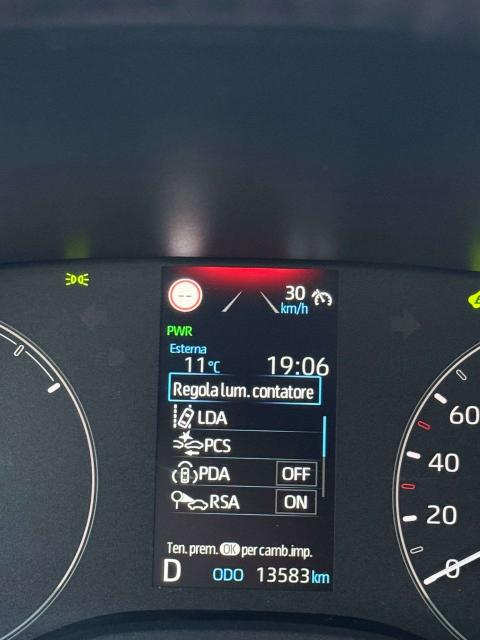 --
30
km/h
PWR
Esterna
11°C 19:06
Regola lum. contatore
LDA
PCS
PDA OFF
RSA ON
Ten. prem. OK per camb.imp.
D ODO 13583 km
60
40
20
0